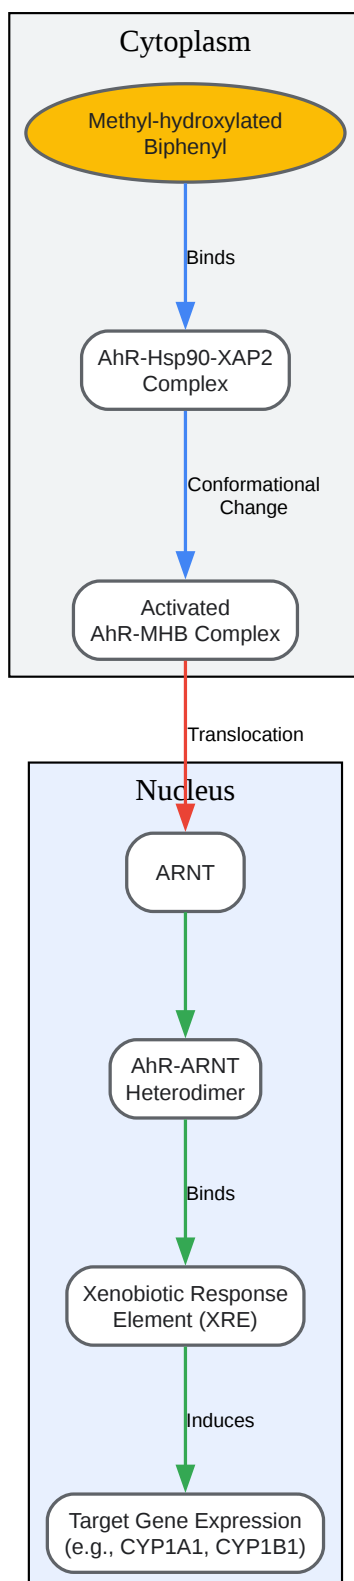 Cytoplasm
Methyl-hydroxylated
Biphenyl
Binds
AhR-Hsp90-XAP2
Complex
Conformational
Change
Activated
AhR-MHB Complex
Translocation
Nucleus
ARNT
AhR-ARNT
Heterodimer
Binds
Xenobiotic Response
Element (XRE)
Induces
Target Gene Expression
(e.g., CYP1A1, CYP1B1)